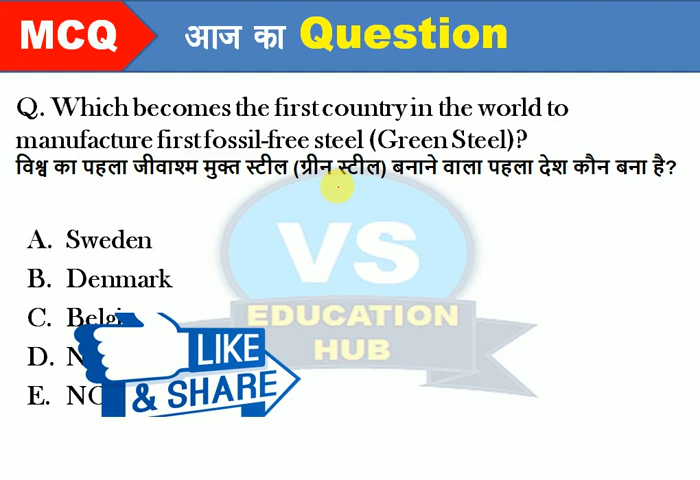 MCQ आज का Question
Q. Which becomes the first country in the world to
manufacture first fossil-free steel (Green Steel)?
विश्व का पहला जीवाश्म मुक्त स्टील (ग्रीन स्टील) बनाने वाला पहला देश कौन बना है?
A. Sweden
VS
B. Denmark
C.
EDUCATION
D.
LIKE
HUB
E.
& SHARE